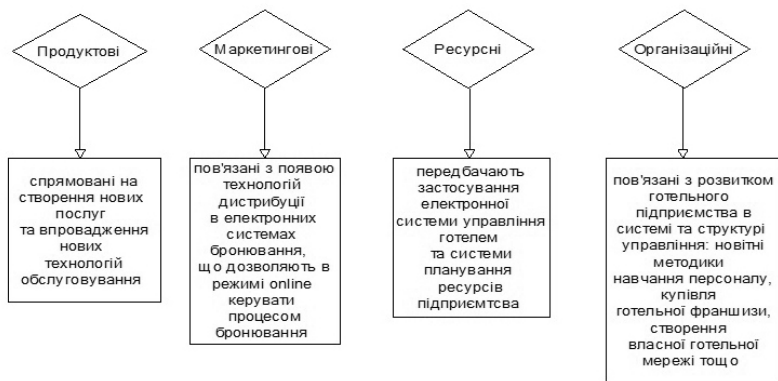 Продуктові
Маркетингові
Ресурсні
Організаційні
спрямовані на
створення нових
послуг
та впровадження
нових
технологій
обслуговування
пов'язані з появою
технологій
дистрибуції
в електронних
системах
бронювання,
що дозволяють в
режимі online
керувати
процесом
бронювання
передбачають
застосування
електронної
системи управління
готелем
та системи
планування
ресурсів
підприємтсва
пов'язані з розвитком
готельного
підприємства в
системі та структурі
управління: новітні
методики
навчання персоналу,
купівля
готельної франшизи,
створення
власної готельної
мережі тощо